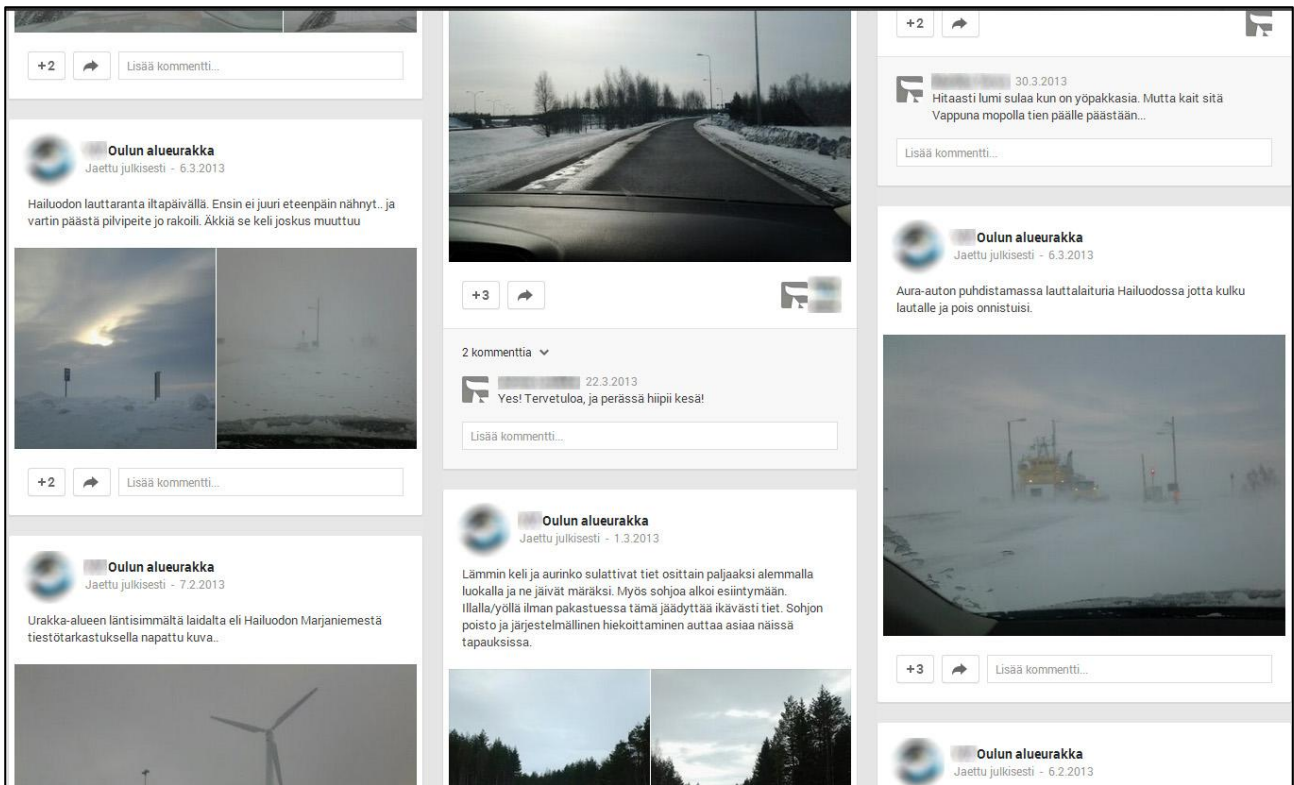 +2
Lisää kommentti...
Oulun alueurakka
Jaettu julkisesti - 6.3.2013
Hailuodon lauttaranta iltapäivällä. Ensin ei juuri eteenpäin nähnyt.. ja
vartin päästä pilvipeite jo rakoili. Äkkiä se keli joskus muuttuu
+2
Lisää kommentti...
Oulun alueurakka
Jaettu julkisesti - 7.2.2013
Urakka-alueen läntisimmältä laidalta eli Hailuodon Marjaniemestä
tiestötarkastuksella napattu kuva..
+3
2 kommenttia
22.3.2013
Yes! Tervetuloa, ja perässä hiipii kesä!
Lisää kommentti...
Oulun alueurakka
Jaettu julkisesti - 1.3.2013
Lämmin keli ja aurinko sulattivat tiet osittain paljaaksi alemmalla
luokalla ja ne jäivät märäksi. Myös sohjoa alkoi esiintymään.
Illalla/yöllä ilman pakastuessa tämä jäädyttää ikävästi tiet. Sohjon
poisto ja järjestelmällinen hiekoittaminen auttaa asiaa näissä
tapauksissa.
+2
30.3.2013
Hitaasti lumi sulaa kun on yöpakkasia. Mutta kait sitä
Vappuna mopolla tien päälle päästään...
Lisää kommentti...
Oulun alueurakka
Jaettu julkisesti - 6.3.2013
Aura-auton puhdistamassa lauttalaituria Hailuodossa jotta kulku
lautalle ja pois onnistuisi.
+3
Lisää kommentti...
Oulun alueurakka
Jaettu julkisesti - 6.2.2013